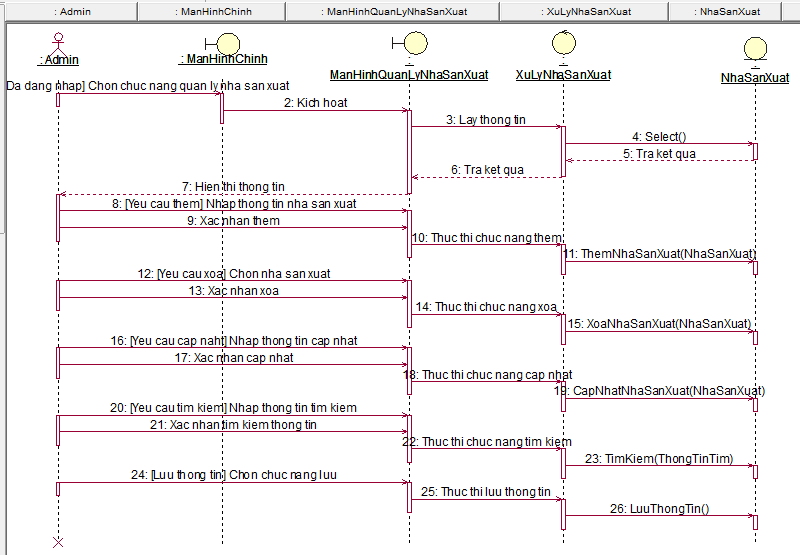 : Admin
: ManHinhChinh
: ManHinhQuanLyNhaSanXuat
: XuLyNhaSanXuat
: NhaSanXuat
: Admin
: ManHinhChinh
ManHinhQuanLyNhaSanXuat
XuLyNhaSanXuat
NhaSanXuat
Da dang nhap] Chon chuc nang quan ly nha san xuat
2: Kich hoat
3: Lay thong tin
4: Select()
5: Tra ket qua
6: Tra ket qua
7: Hien thi thong tin
8: [Yeu cau them] Nhap thong tin nha san xuat
9: Xac nhan them
10: Thuc thi chuc nang them
11: ThemNhaSanXuat(NhaSanXuat)
12: [Yeu cau xoa] Chon nha san xuat
13: Xac nhan xoa
14: Thuc thi chuc nang xoa
15: XoaNhaSanXuat(NhaSanXuat)
16: [Yeu cau cap naht] Nhap thong tin cap nhat
17: Xac nhan cap nhat
18: Thuc thi chuc nang cap nhat
19: CapNhatNhaSanXuat(NhaSanXuat)
20: [Yeu cau tim kiem] Nhap thong tin tim kiem
21: Xac nhan tim kiem thong tin
22: Thuc thi chuc nang tim kiem
23: TimKiem(ThongTinTim)
24: [Luu thong tin] Chon chuc nang luu
25: Thuc thi luu thong tin
26: LuuThongTin()